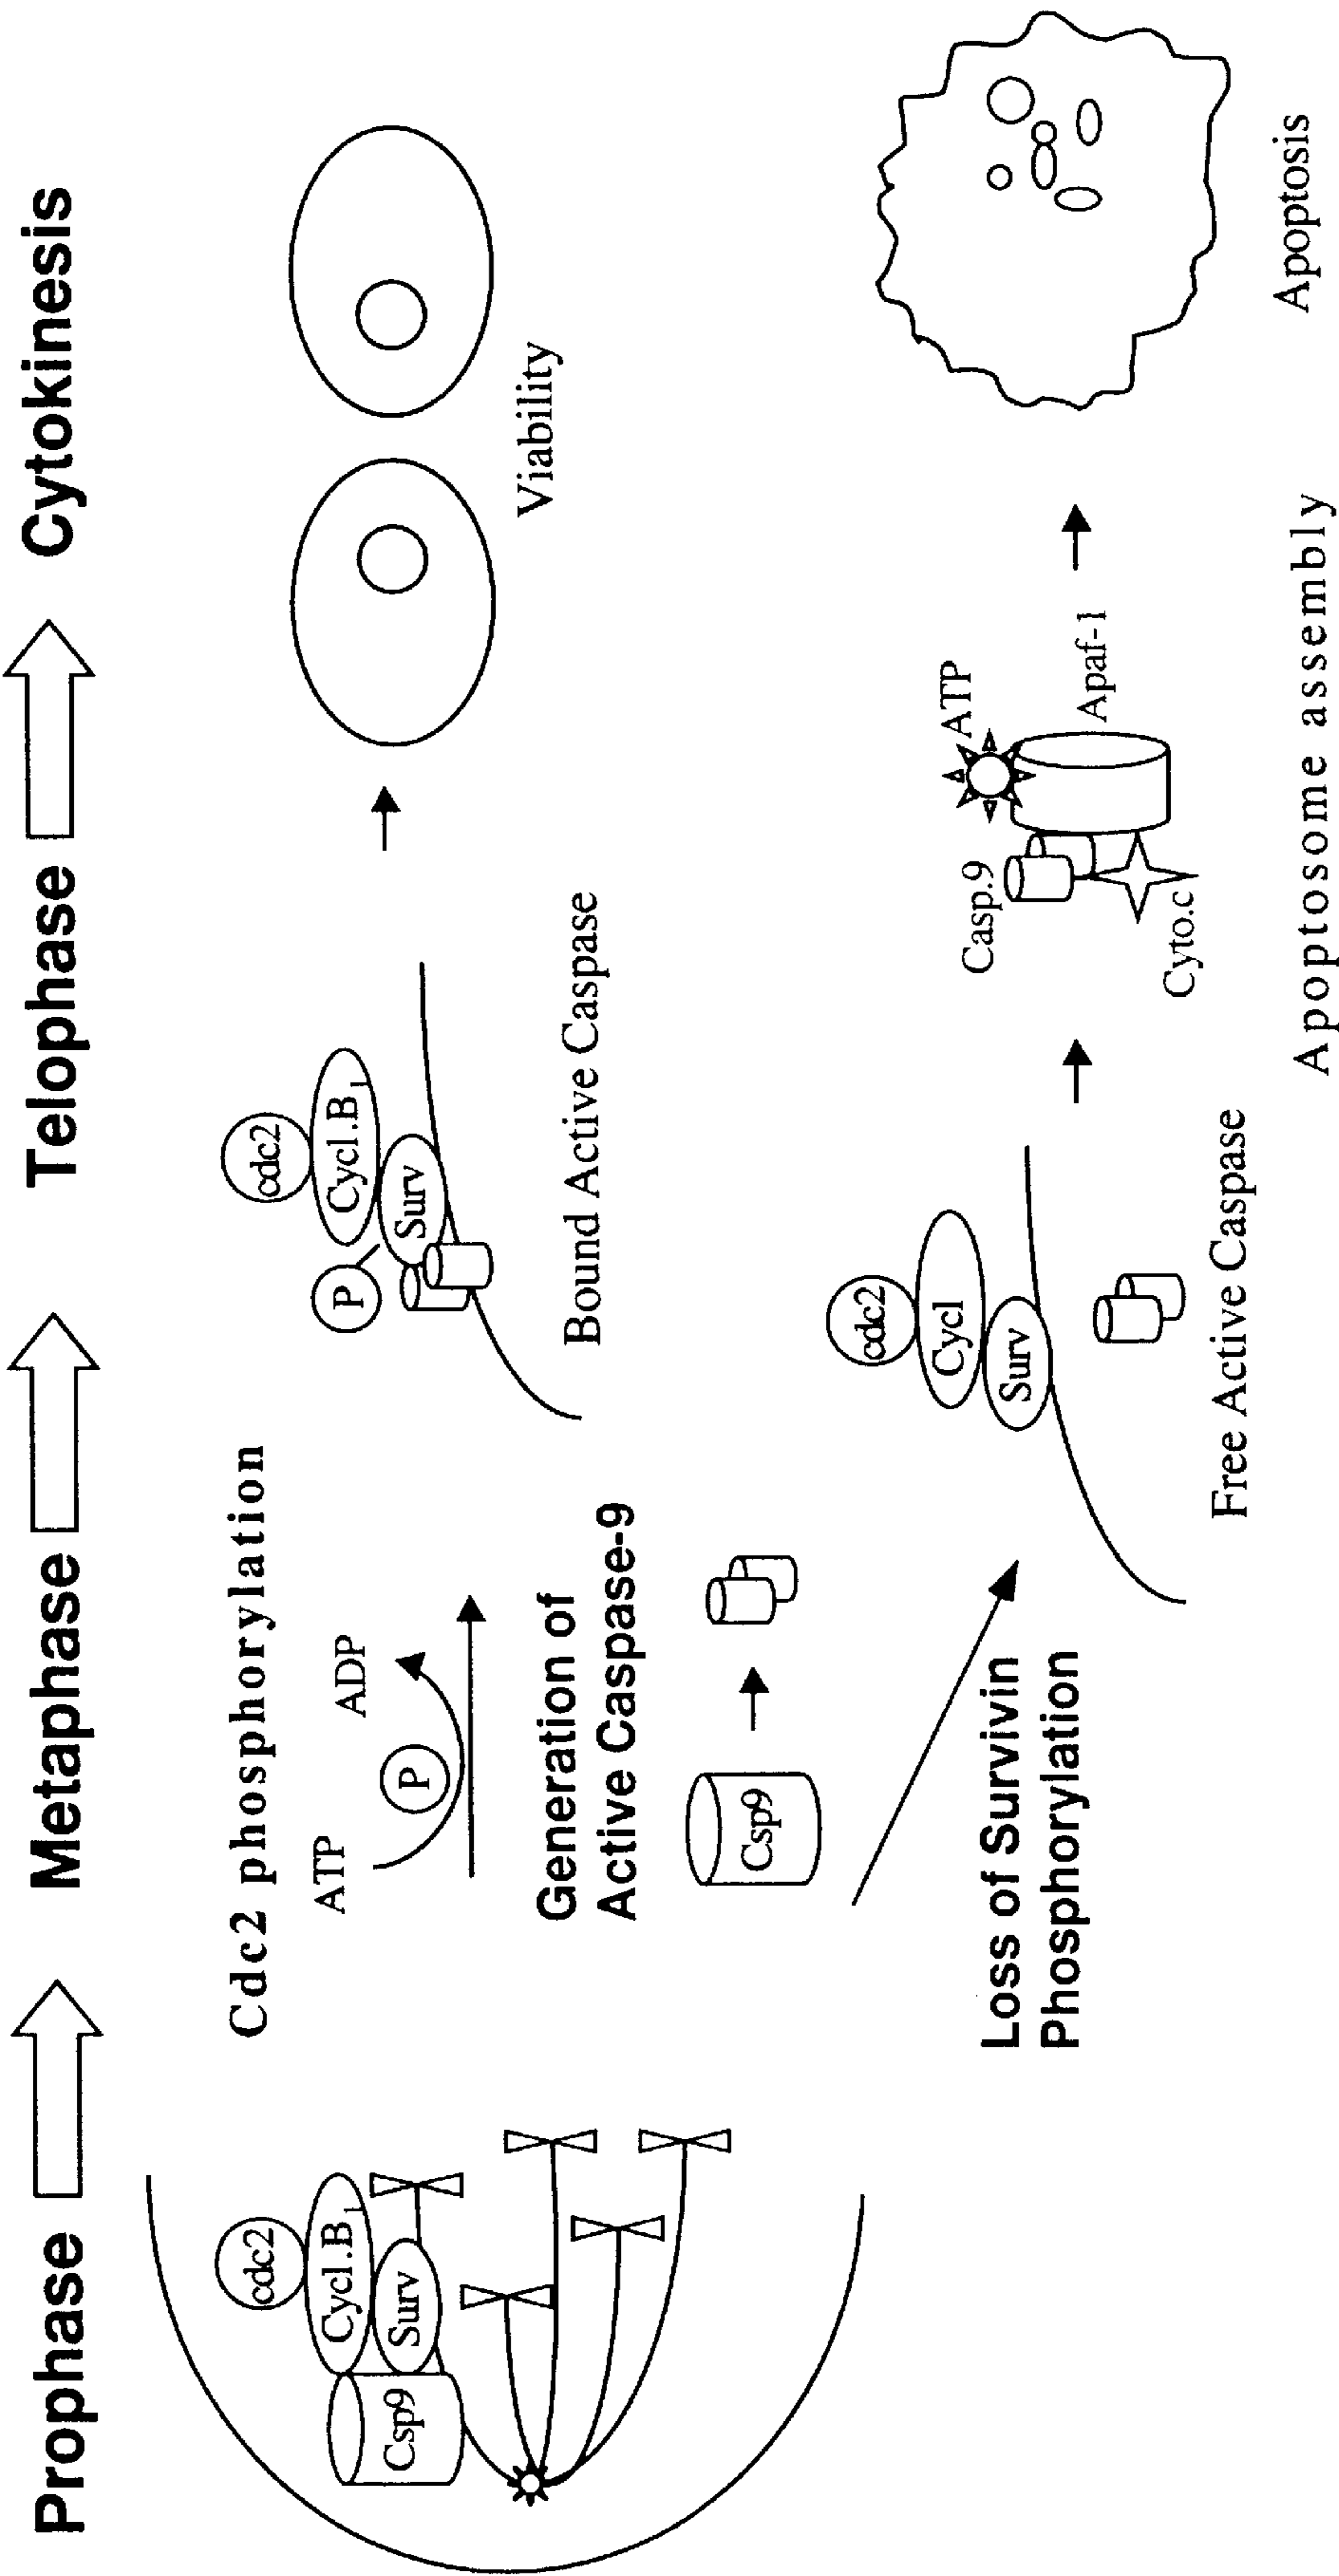 Prophase
Metaphase
Telophase
Cytokinesis
cdc2
Cycl.B1
Surv
Csp9
Cdc2 phosphorylation
ATP
ADP
P
Generation of
Active Caspase-9
Csp9
cdc2
Cycl.B1
P
Surv
Bound Active Caspase
Viability
Loss of Survivin
Phosphorylation
cdc2
Cycl
Surv
Free Active Caspase
ATP
Casp.9
Apaf-1
Cyto.c
Apoptosome assembly
Apoptosis